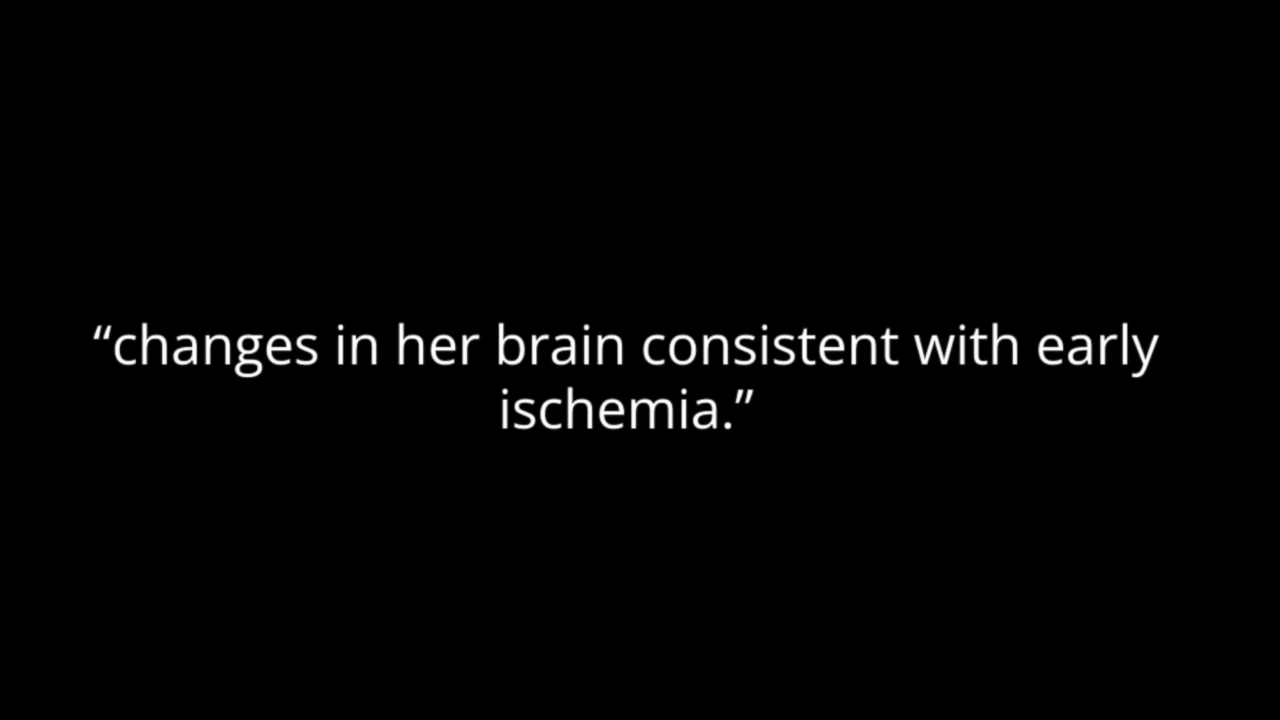 “changes in her brain consistent with early
ischemia.”